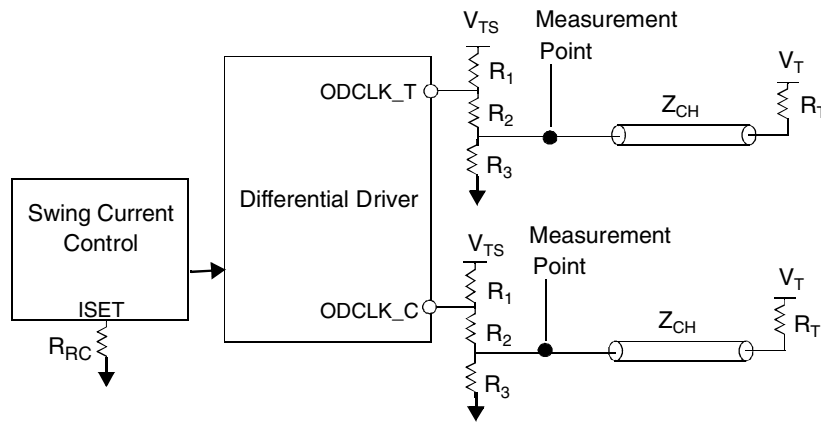 V_TS
Measurement
Point
R_1
V_T
ODCLK_T
Z_CH
R_T
R_2
R_3
Differential Driver
Swing Current
Control
ISET
R_RC
V_TS
Measurement
Point
R_1
V_T
ODCLK_C
Z_CH
R_T
R_2
R_3